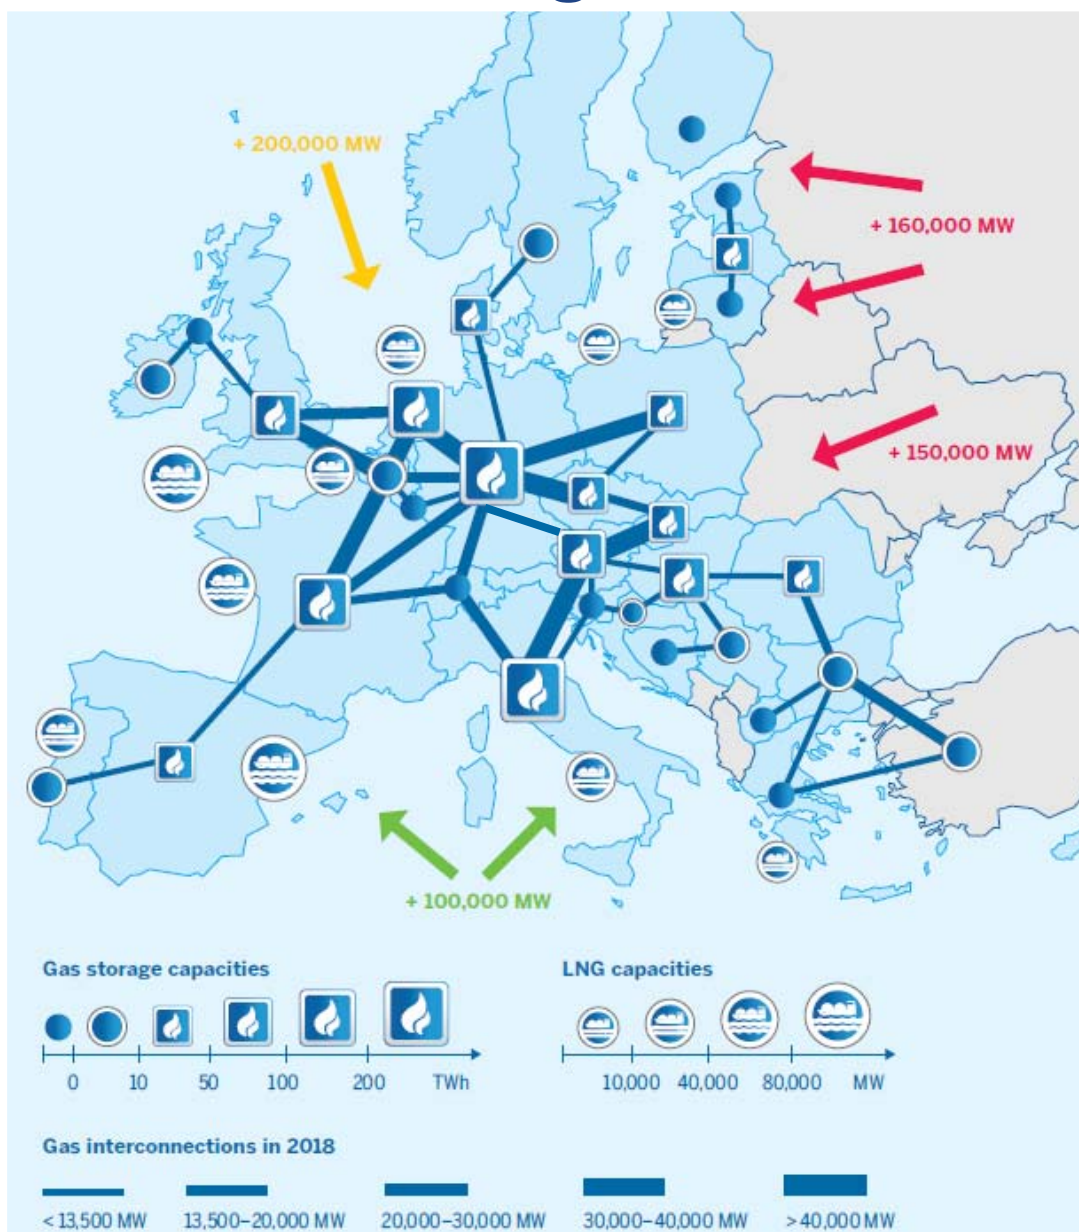 + 200,000 MW
+ 160,000 MW
+ 150,000 MW
+ 100,000 MW
Gas storage capacities
0 10 50 100 200 TWh
LNG capacities
10,000 40,000 80,000 MW
Gas interconnections in 2018
< 13,500 MW 13,500–20,000 MW 20,000–30,000 MW 30,000–40,000 MW > 40,000 MW